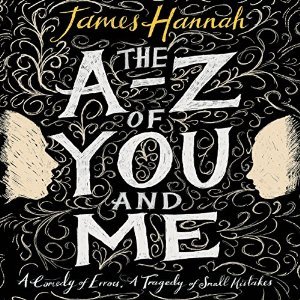 James Hannah
THE
A-Z
OF
YOU
AND
ME
A Comedy of Errors, A Tragedy of Small Mistakes